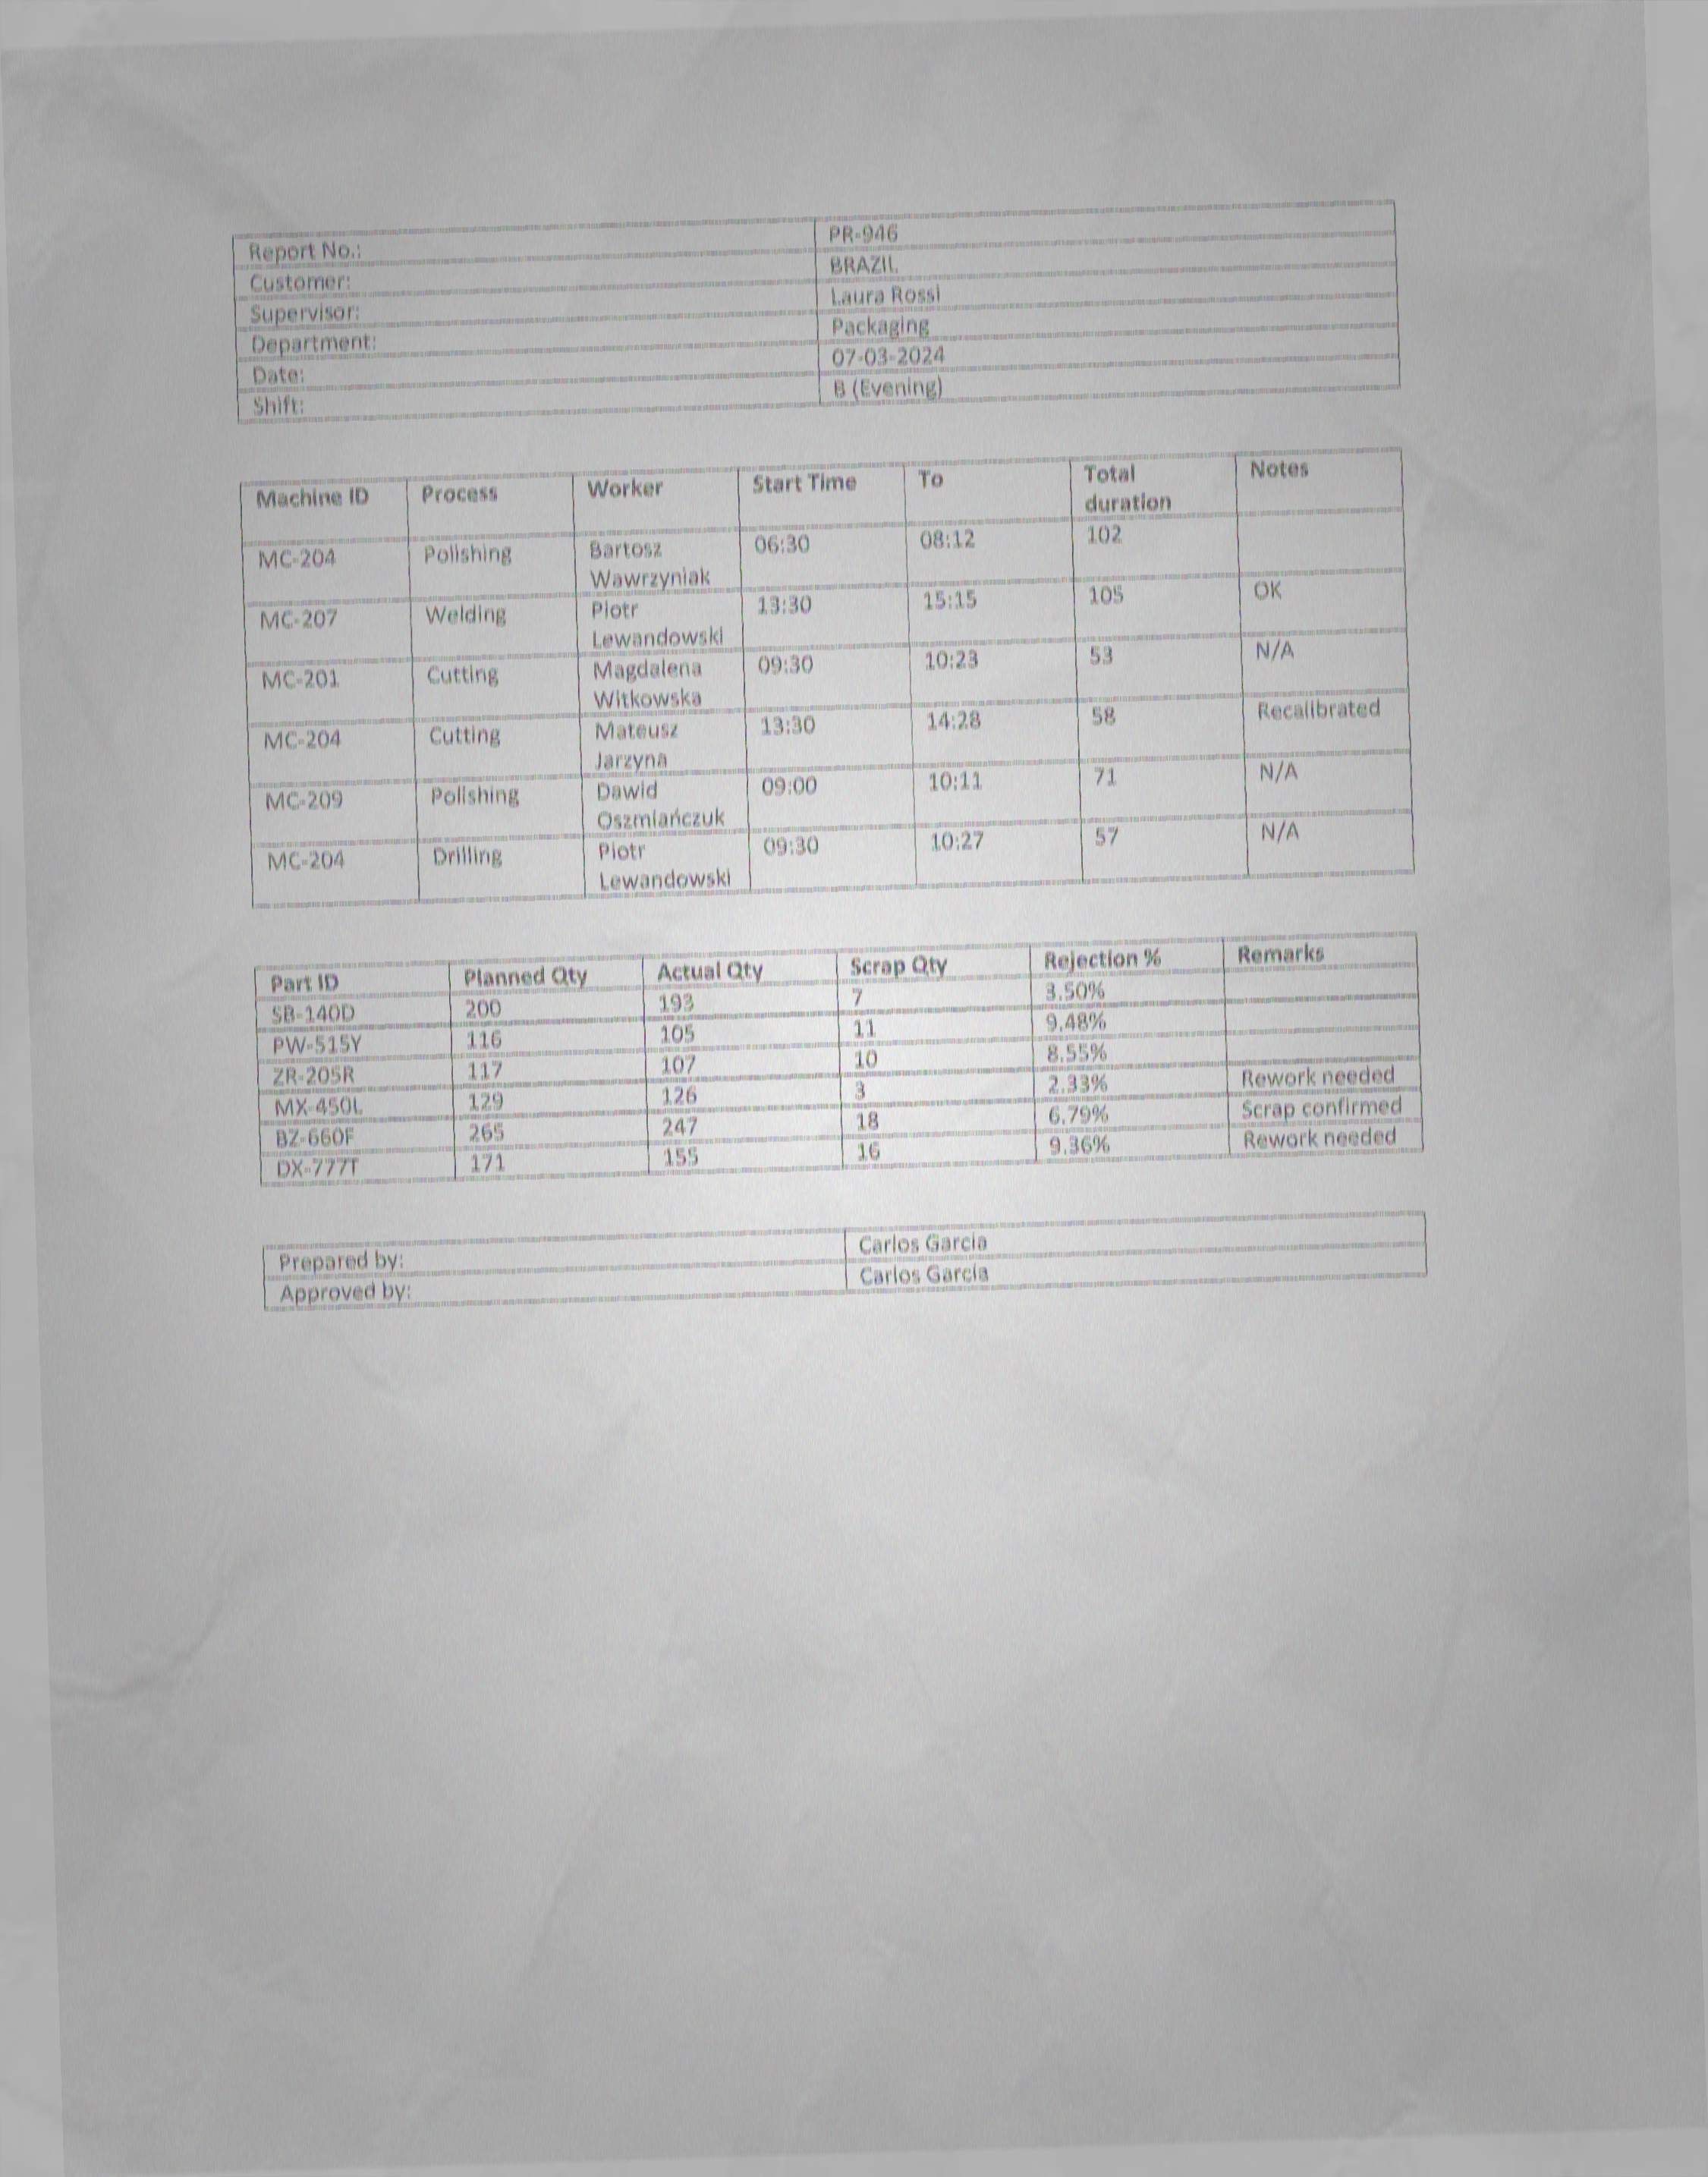 Report No.: PR-946
Customer: BRAZIL
Supervisor: Laura Rossi
Department: Packaging
Date: 07-03-2024
Shift: B (Evening)
Machine ID Process Worker Start Time To Total duration Notes
MC-204 Polishing Bartosz Wawrzyniak 06:30 08:12 102
MC-207 Welding Piotr Lewandowski 13:30 15:15 105 OK
MC-201 Cutting Magdalena Witkowska 09:30 10:23 53 N/A
MC-204 Cutting Mateusz Jarzyna 13:30 14:28 58 Recalibrated
MC-209 Polishing Dawid Oszmiańczuk 09:00 10:11 71 N/A
MC-204 Drilling Piotr Lewandowski 09:30 10:27 57 N/A
Part ID Planned Qty Actual Qty Scrap Qty Rejection % Remarks
SB-140D 200 193 7 3.50%
PW-515Y 116 105 11 9.48%
ZR-205R 117 107 10 8.55%
MX-450L 129 126 3 2.33% Rework needed
BZ-660F 265 247 18 6.79% Scrap confirmed
DX-777T 171 155 16 9.36% Rework needed
Prepared by: Carlos Garcia
Approved by: Carlos Garcia